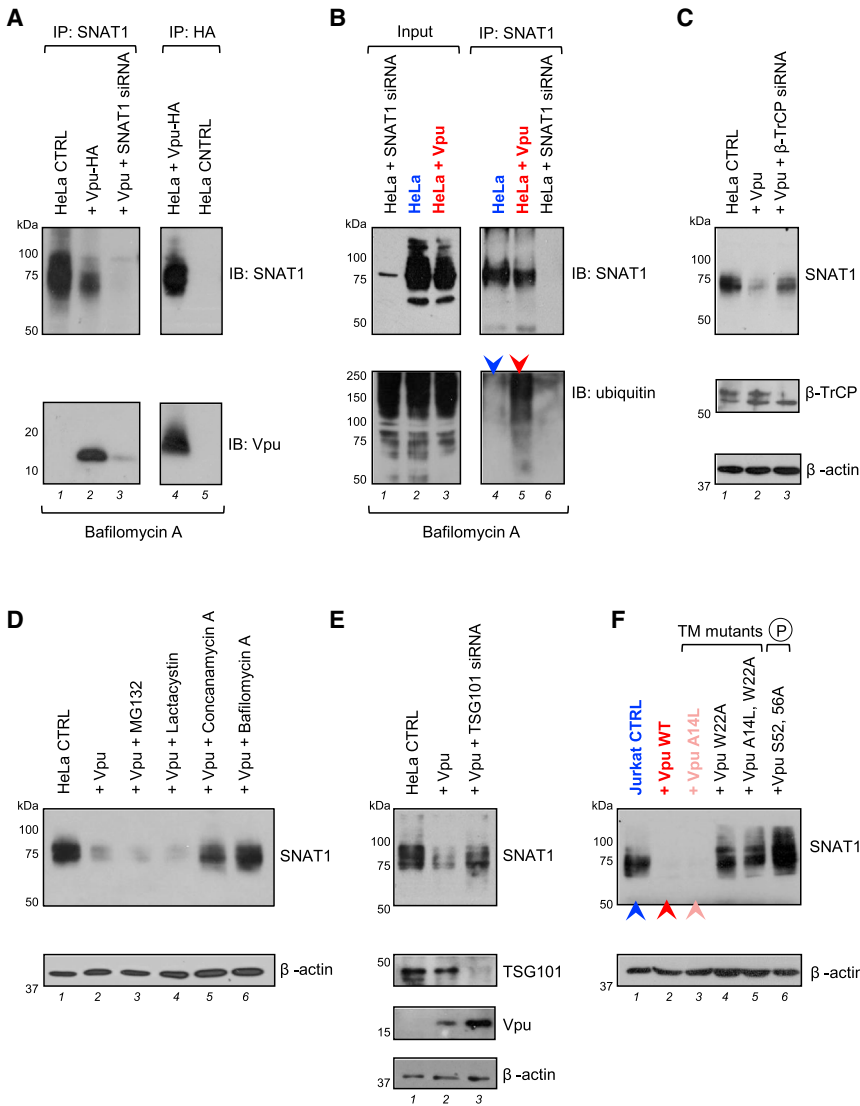 A
IP: SNAT1
IP: HA
HeLa CTRL
+ Vpu-HA
+ Vpu + SNAT1 siRNA
HeLa + Vpu-HA
HeLa CNTRL
kDa
100
75
50
IB: SNAT1
20
10
IB: Vpu
1 2 3 4 5
Bafilomycin A
B
Input
IP: SNAT1
HeLa + SNAT1 siRNA
HeLa
HeLa + Vpu
HeLa
HeLa + Vpu
HeLa + SNAT1 siRNA
kDa
100
75
50
IB: SNAT1
250
150
100
75
50
IB: ubiquitin
1 2 3 4 5 6
Bafilomycin A
C
HeLa CTRL
+ Vpu
+ Vpu + β-TrCP siRNA
kDa
100
75
50
SNAT1
50
β-TrCP
37
β -actin
1 2 3
D
HeLa CTRL
+ Vpu
+ Vpu + MG132
+ Vpu + Lactacystin
+ Vpu + Concanamycin A
+ Vpu + Bafilomycin A
kDa
100
75
50
SNAT1
37
β -actin
1 2 3 4 5 6
E
HeLa CTRL
+ Vpu
+ Vpu + TSG101 siRNA
kDa
100
75
50
SNAT1
50
TSG101
15
Vpu
37
β -actin
1 2 3
F
TM mutants
P
Jurkat CTRL
+ Vpu WT
+ Vpu A14L
+ Vpu W22A
+ Vpu A14L, W22A
+Vpu S52, 56A
kDa
100
75
50
SNAT1
37
β -actin
1 2 3 4 5 6